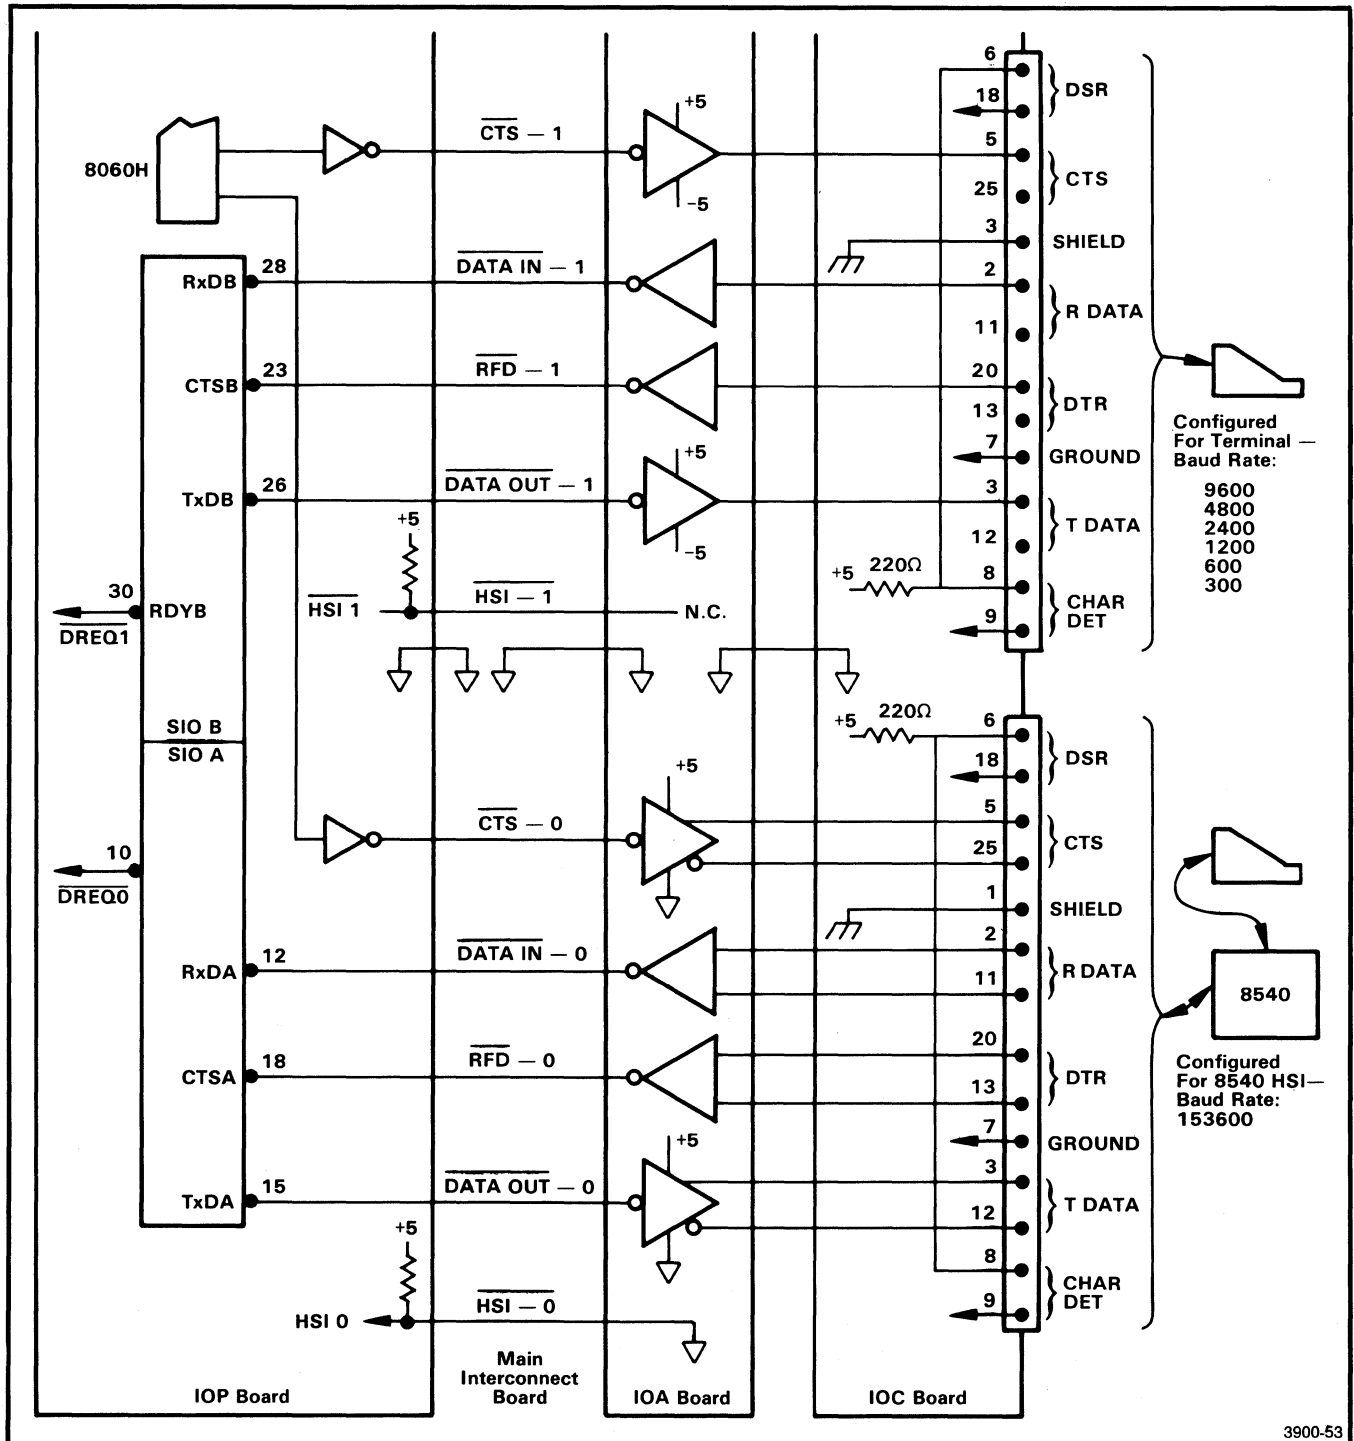 6
DSR
18
+5
CTS — 1
5
8060H
CTS
25
–5
3
SHIELD
28
DATA IN — 1
2
RxDB
R DATA
11
23
RFD — 1
20
CTSB
DTR
13
7
GROUND
Configured
For Terminal —
Baud Rate:
9600
4800
2400
1200
600
300
+5
26
DATA OUT — 1
3
TxDB
T DATA
12
+5
–5
220Ω
+5
8
30
RDYB
HSI 1
HSI — 1
N.C.
CHAR
DET
9
DREQ1
SIO B
SIO A
220Ω
+5
6
DSR
18
+5
CTS — 0
5
CTS
25
10
DREQ0
1
SHIELD
12
DATA IN — 0
2
RxDA
R DATA
11
8540
18
RFD — 0
20
CTSA
DTR
13
Configured
For 8540 HSI—
Baud Rate:
153600
7
GROUND
+5
15
DATA OUT — 0
3
TxDA
T DATA
12
+5
8
CHAR
DET
HSI — 0
9
HSI 0
Main
Interconnect
Board
IOP Board
IOA Board
IOC Board
3900-53